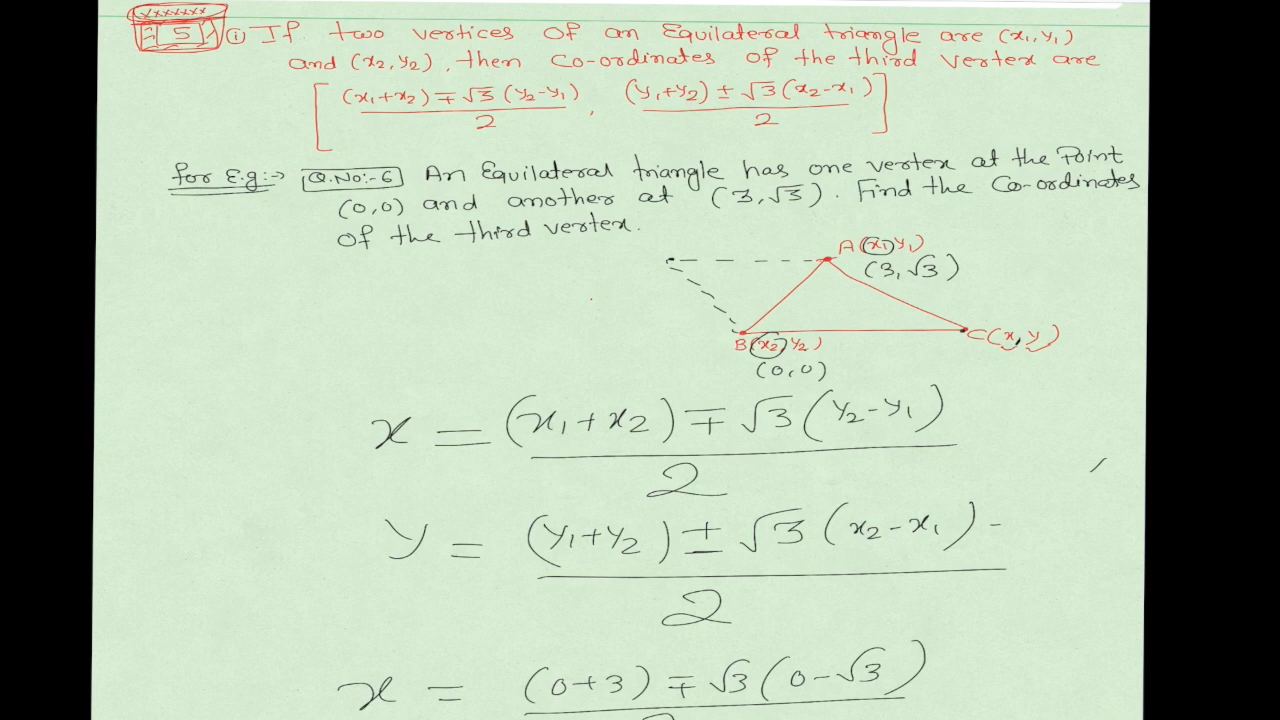 xxxxxxx
5 (i) If two vertices of an Equilateral triangle are (x₁,y₁)
and (x₂,y₂), then Co-ordinates of the third vertex are
[ (x₁+x₂) ∓ √3 (y₂-y₁) / 2 , (y₁+y₂) ± √3 (x₂-x₁) / 2 ]
for E.g:→ Q.No:-6 An Equilateral triangle has one vertex at the Point
(0,0) and another at (3,√3). Find the Co-ordinates
of the third vertex.
A(x₁,y₁)
(3,√3)
B(x₂,y₂)
(0,0)
C(x,y)
x = (x₁+x₂) ∓ √3 (y₂-y₁) / 2
y = (y₁+y₂) ± √3 (x₂-x₁) / 2
x = (0+3) ∓ √3 (0-√3)